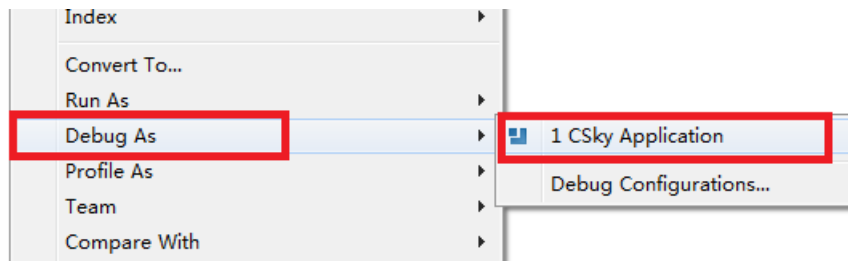 Index
Convert To...
Run As
Debug As
1 CSky Application
Profile As
Debug Configurations...
Team
Compare With